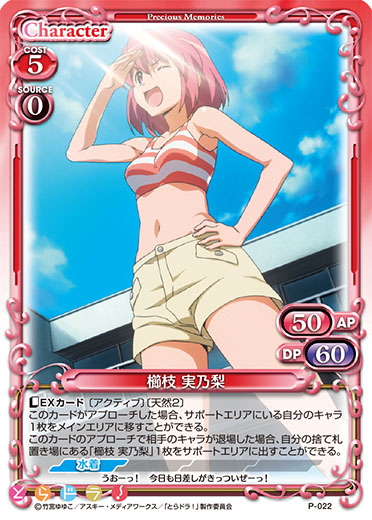 Precious Memories
Character
COST
5
SOURCE
0
50 AP
DP 60
櫛枝 実乃梨
EXカード [アクティブ] [天然2]
このカードがアプローチした場合、サポートエリアにいる自分のキャラ
1枚をメインエリアに移すことができる。
このカードのアプローチで相手のキャラが退場した場合、自分の捨て札
置き場にある「櫛枝 実乃梨」1枚をサポートエリアに出すことができる。
水着
うおーっ! 今日も日差しがきっついぜーっ!
とらドラ!
©竹宮ゆゆこ/アスキー・メディアワークス/「とらドラ!」製作委員会
P-022